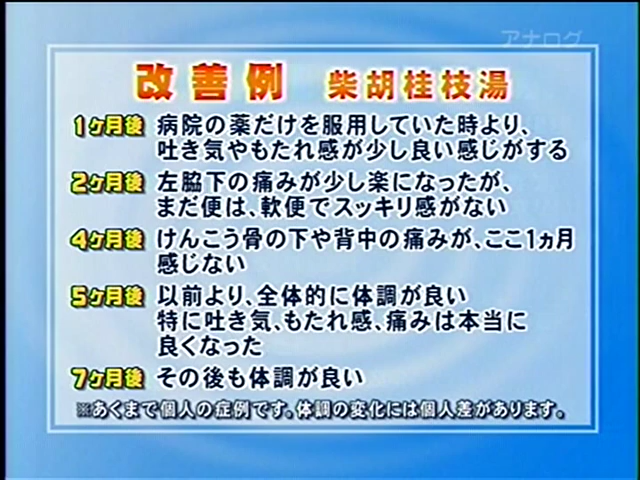 アナログ
改善例 柴胡桂枝湯
1ヶ月後 病院の薬だけを服用していた時より、
吐き気やもたれ感が少し良い感じがする
2ヶ月後 左脇下の痛みが少し楽になったが、
まだ便は、軟便でスッキリ感がない
4ヶ月後 けんこう骨の下や背中の痛みが、ここ1ヵ月
感じない
5ヶ月後 以前より、全体的に体調が良い
特に吐き気、もたれ感、痛みは本当に
良くなった
7ヶ月後 その後も体調が良い
※あくまで個人の症例です。体調の変化には個人差があります。